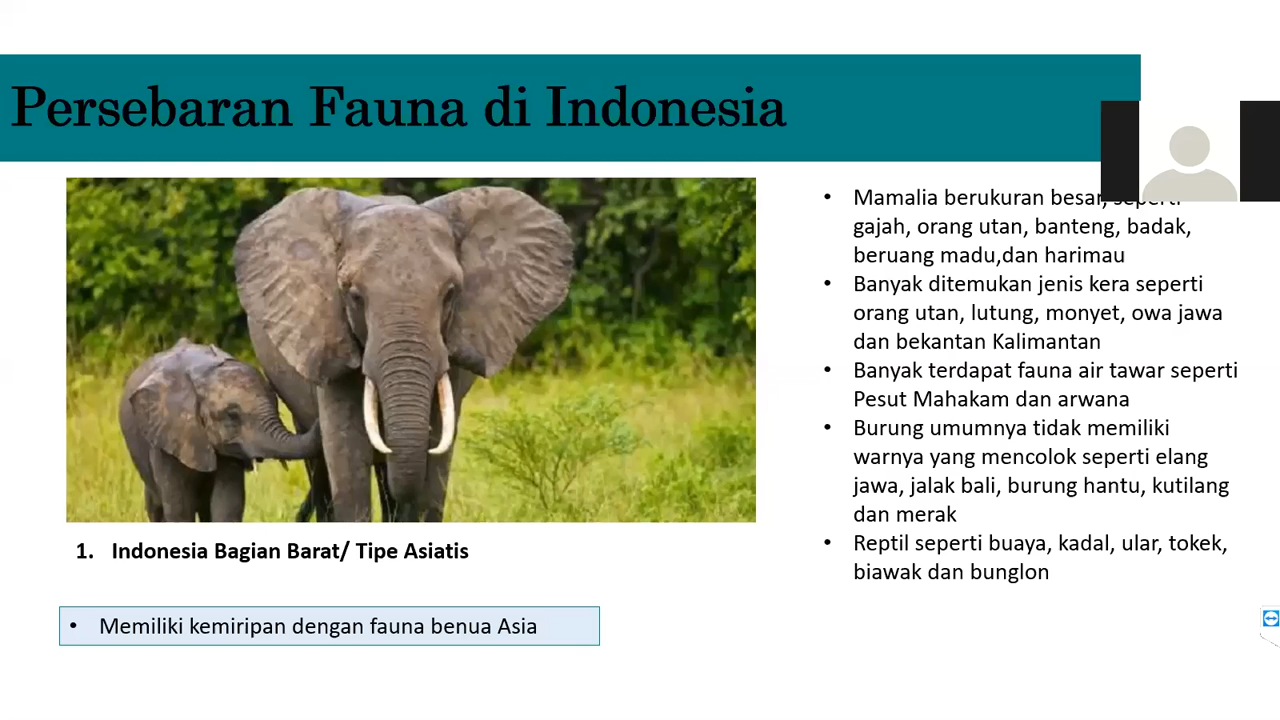 Persebaran Fauna di Indonesia
1. Indonesia Bagian Barat/ Tipe Asiatis
• Memiliki kemiripan dengan fauna benua Asia
• Mamalia berukuran besar, seperti
gajah, orang utan, banteng, badak,
beruang madu,dan harimau
• Banyak ditemukan jenis kera seperti
orang utan, lutung, monyet, owa jawa
dan bekantan Kalimantan
• Banyak terdapat fauna air tawar seperti
Pesut Mahakam dan arwana
• Burung umumnya tidak memiliki
warnya yang mencolok seperti elang
jawa, jalak bali, burung hantu, kutilang
dan merak
• Reptil seperti buaya, kadal, ular, tokek,
biawak dan bunglon